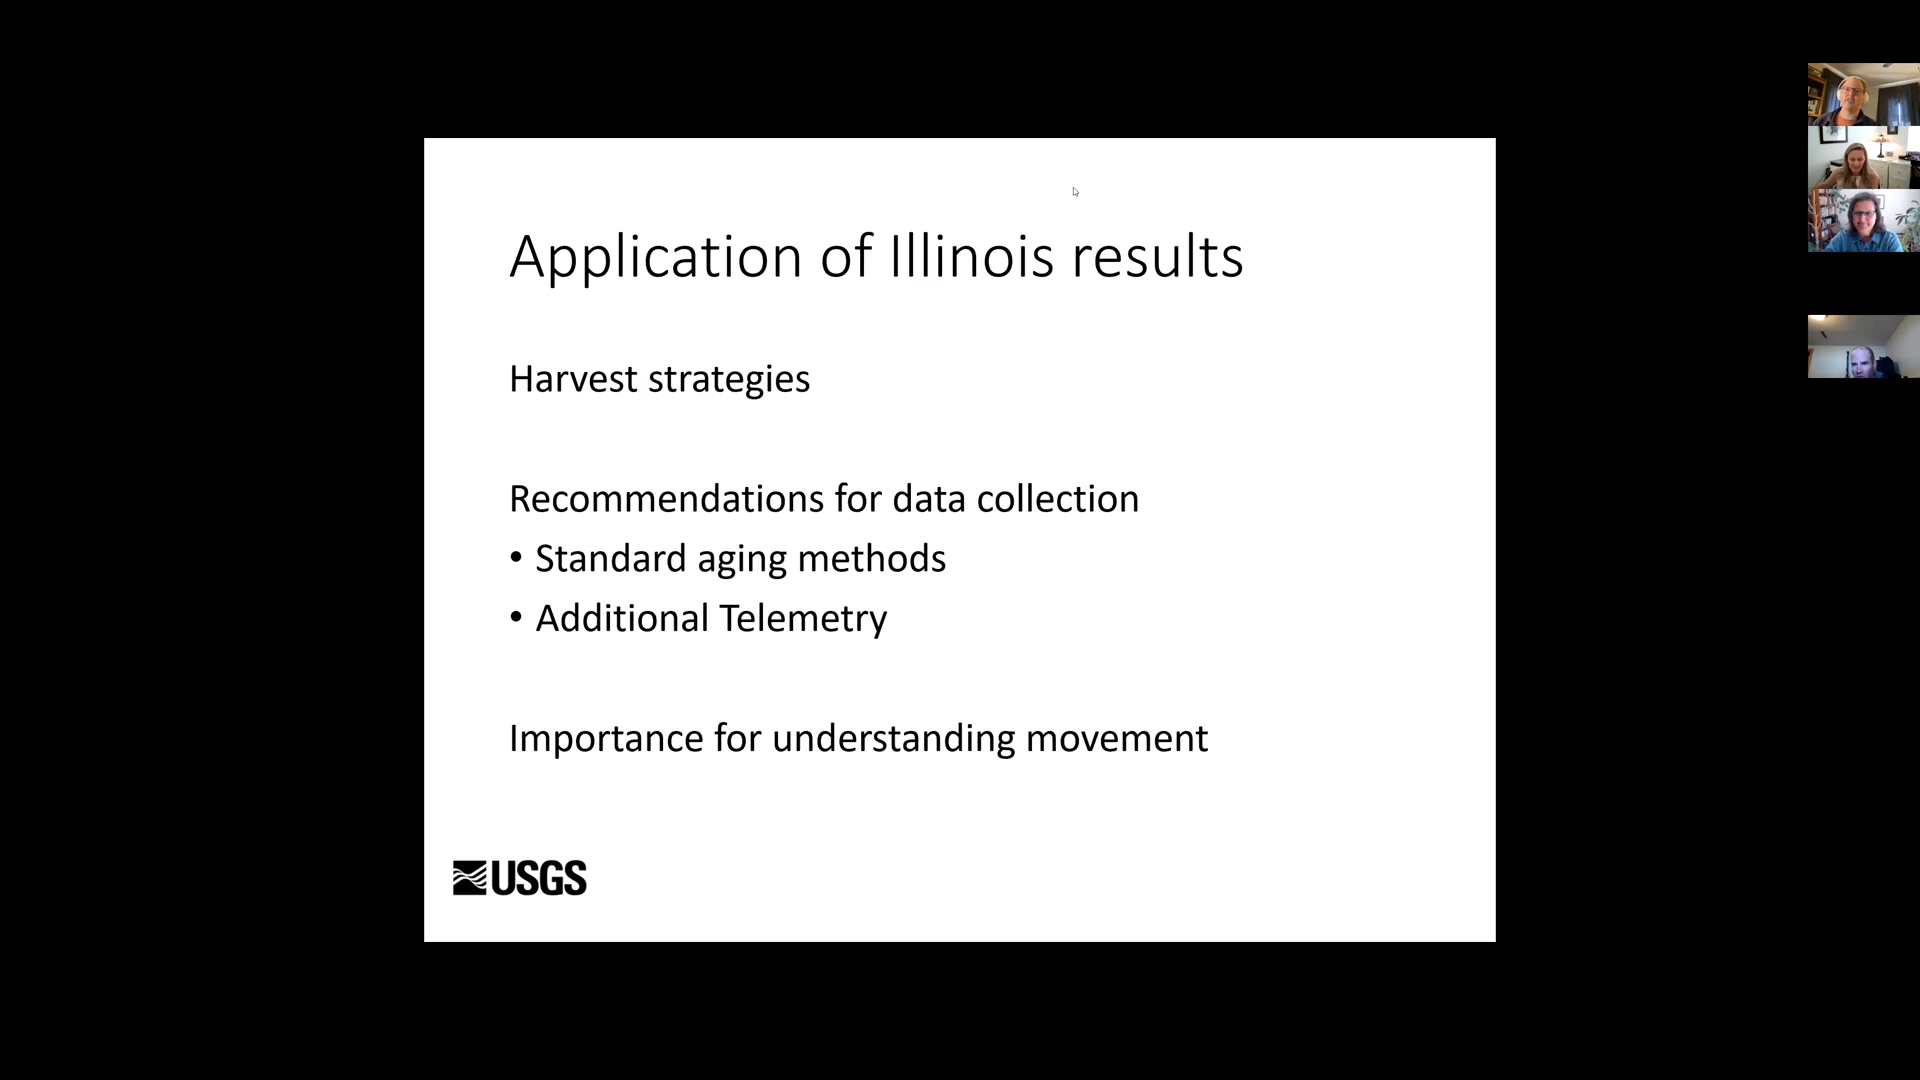 Application of Illinois results
Harvest strategies
Recommendations for data collection
• Standard aging methods
• Additional Telemetry
Importance for understanding movement
USGS